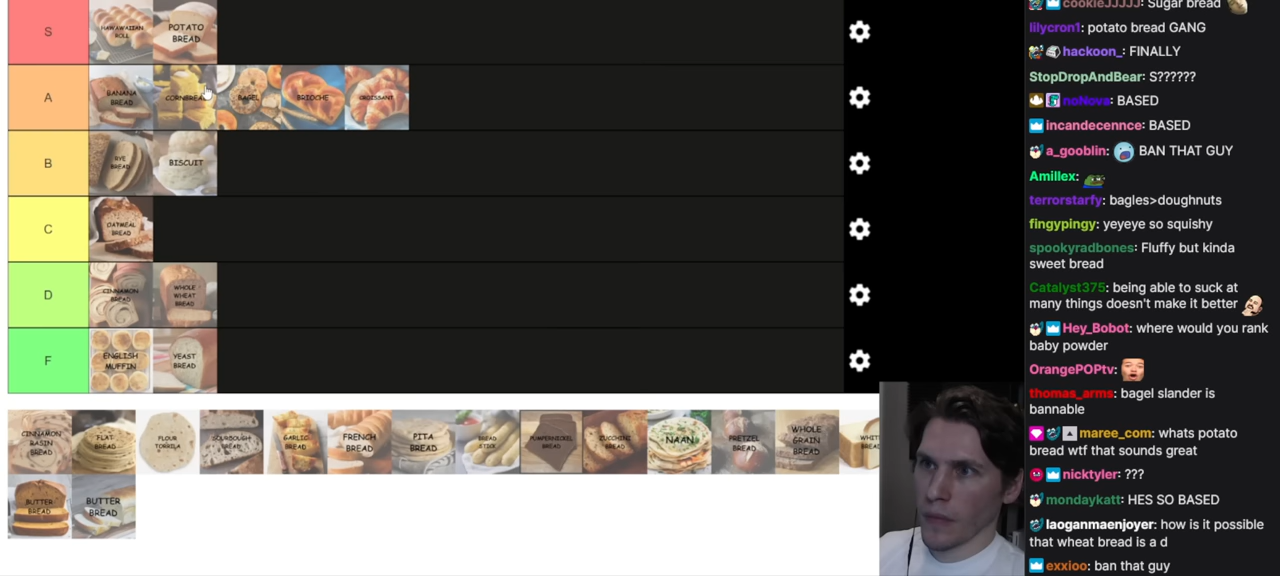 S
HAWAIIAN
ROLL
POTATO
BREAD
A
BANANA
BREAD
CORNBREAD
BAGEL
BRIOCHE
CROISSANT
B
RYE
BREAD
BISCUIT
C
OATMEAL
BREAD
D
CINNAMON
BREAD
WHOLE
WHEAT
BREAD
F
ENGLISH
MUFFIN
YEAST
BREAD
CINNAMON
RAISIN
BREAD
FLAT
BREAD
FLOUR
TORTILLA
SOURDOUGH
BREAD
GARLIC
BREAD
FRENCH
BREAD
PITA
BREAD
BREAD
STICK
PUMPERNICKEL
BREAD
ZUCCHINI
BREAD
NAAN
PRETZEL
BREAD
WHOLE
GRAIN
BREAD
WHIT
BREA
BUTTER
BREAD
BUTTER
BREAD
cookieJJJJJ: Sugar bread
lilycron1: potato bread GANG
hackoon_: FINALLY
StopDropAndBear: S??????
noNova: BASED
incandecennce: BASED
a_gooblin: BAN THAT GUY
Amillex:
terrorstarfy: bagles>doughnuts
fingypingy: yeyeye so squishy
spookyradbones: Fluffy but kinda
sweet bread
Catalyst375: being able to suck at
many things doesn't make it better
Hey_Bobot: where would you rank
baby powder
OrangePOPtv:
thomas_arms: bagel slander is
bannable
maree_com: whats potato
bread wtf that sounds great
nicktyler: ???
mondaykatt: HES SO BASED
laoganmaenjoyer: how is it possible
that wheat bread is a d
exxioo: ban that guy